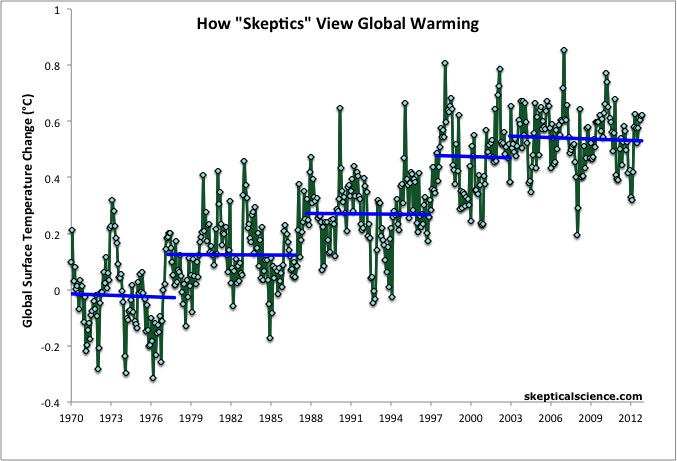 How "Skeptics" View Global Warming
Global Surface Temperature Change (°C)
1
0.8
0.6
0.4
0.2
0
-0.2
-0.4
skepticalscience.com
1970 1973 1976 1979 1982 1985 1988 1991 1994 1997 2000 2003 2006 2009 2012